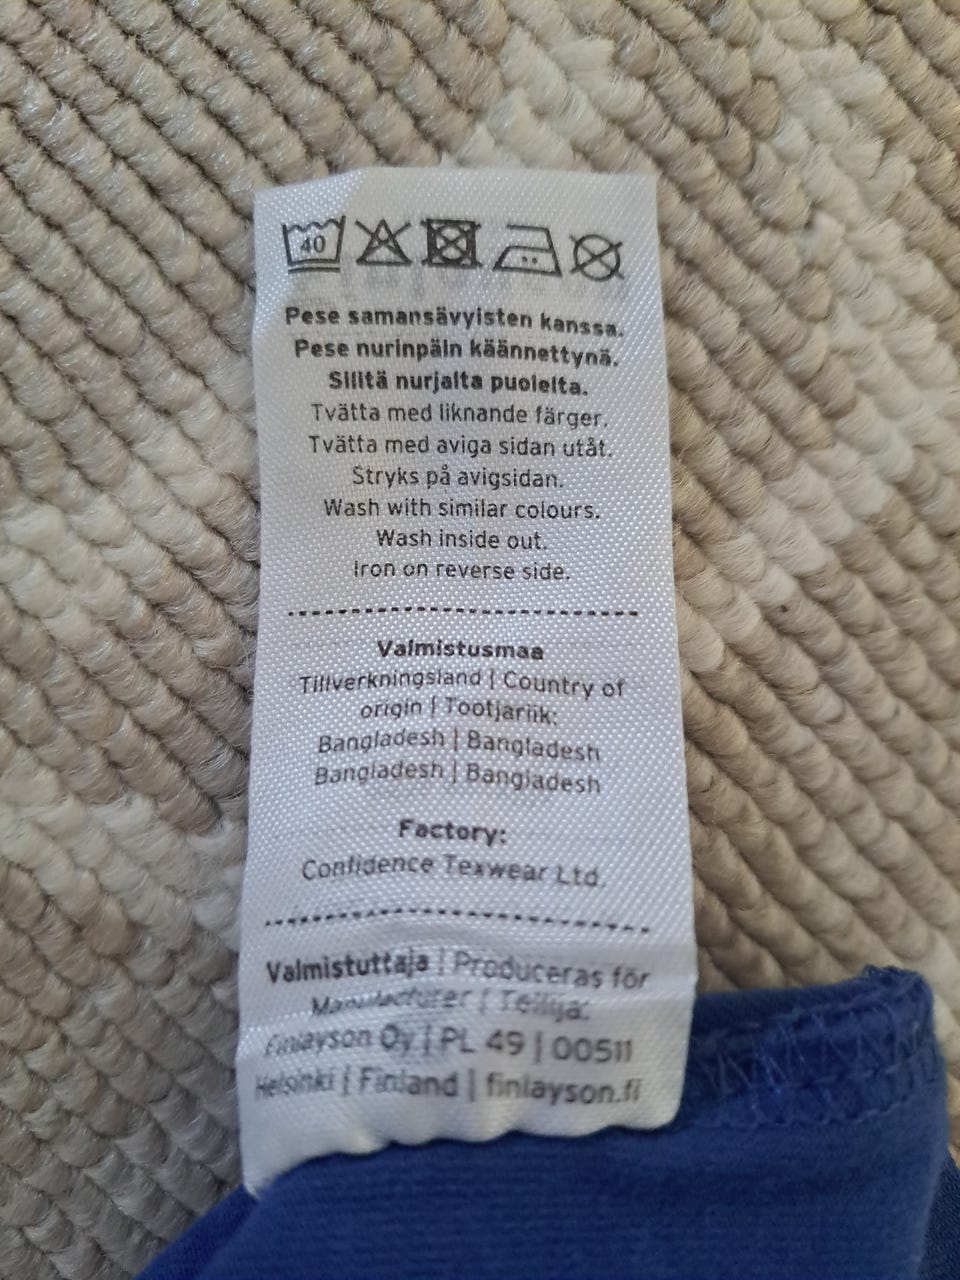 40
Pese samansävyisten kanssa.
Pese nurinpäin käännettynä.
Silitä nurjalta puolelta.
Tvätta med liknande färger.
Tvätta med aviga sidan utåt.
Stryks på avigsidan.
Wash with similar colours.
Wash inside out.
Iron on reverse side.
Valmistusmaa
Tillverkningsland | Country of
origin | Tootjariik:
Bangladesh | Bangladesh
Bangladesh | Bangladesh
Factory:
Confidence Texwear Ltd.
Valmistuttaja | Produceras för
Manufacturer | Tellija:
Finlayson Oy | PL 49 | 00511
Helsinki | Finland | finlayson.fi